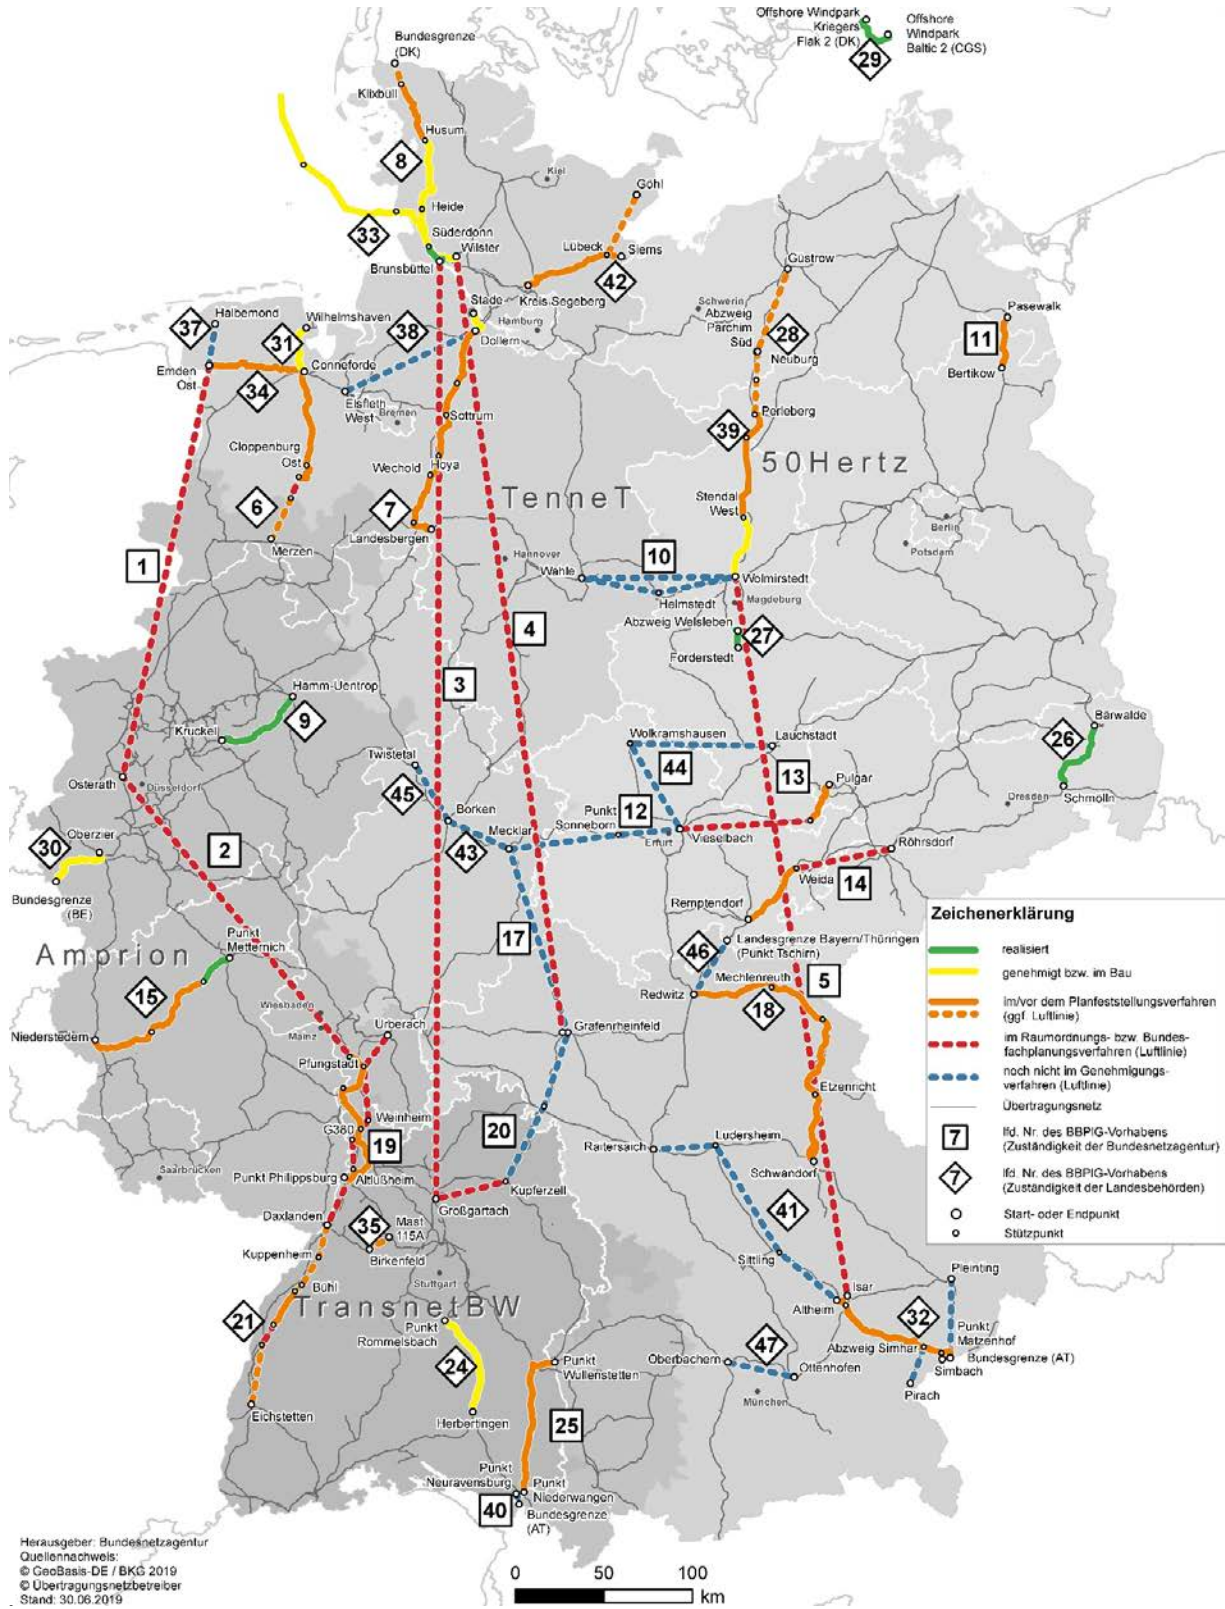 Offshore Windpark
Kriegers
Flak 2 (DK)
Offshore
Windpark
Baltic 2 (CGS)
29
Bundesgrenze
(DK)
Klixbüll
Husum
8
Kiel
Göhl
Heide
33
Süderdonn
Wilster
Brunsbüttel
Lübeck
Siems
42
Kreis Segeberg
Güstrow
Schwerin
Abzweig
Parchim
Süd
28
Neuburg
Pasewalk
11
Bertikow
37
Halbemond
31
Wilhelmshaven
38
Stade
Hamburg
Dollern
Emden
Ost
Conneforde
34
Elsfleth
West
Bremen
Sottrum
Perleberg
39
50Hertz
Cloppenburg
Ost
Wechold
Hoya
TenneT
6
7
Stendal
West
Landesbergen
Merzen
Berlin
Potsdam
1
Hannover
10
Wahle
Wolmirstedt
Helmstedt
Magdeburg
Abzweig Welsleben
27
Förderstedt
4
3
Hamm-Uentrop
9
Kruckel
Bärwalde
26
Schmölln
Dresden
Wolkramshausen
Lauchstädt
Twistetal
44
13
Pulgar
45
Osterath
Düsseldorf
Borken
Punkt
Sonneborn
12
Mecklar
43
Erfurt
Vieselbach
Röhrsdorf
30
Oberzier
2
Weida
14
Bundesgrenze
(BE)
Remptendorf
Amprion
Punkt
Metternich
17
46
Landesgrenze Bayern/Thüringen
(Punkt Tschirn)
Mechlenreuth
5
15
Redwitz
18
Wiesbaden
Mainz
Urberach
Grafenrheinfeld
Niederstedem
Pfungstadt
Etzenricht
Weinheim
G380
20
Raitersaich
Ludersheim
19
Saarbrücken
Punkt Philippsburg
Altlußheim
Kupferzell
Schwandorf
Großgartach
Daxlanden
35
Mast
115A
41
Kuppenheim
Birkenfeld
Sittling
Stuttgart
Bühl
Isar
Pleinting
TransnetBW
Altheim
21
Punkt
Rommelsbach
32
Punkt
Matzenhof
Abzweig Simhar
Bundesgrenze (AT)
Simbach
24
Punkt
Wullenstetten
Oberbachern
47
Ottenhofen
Pirach
München
Eichstetten
Herbertingen
25
Punkt
Neuravensburg
Punkt
Niederwangen
40
Bundesgrenze
(AT)
Zeichenerklärung
realisiert
genehmigt bzw. im Bau
im/vor dem Planfeststellungsverfahren
(ggf. Luftlinie)
im Raumordnungs- bzw. Bundes-
fachplanungsverfahren (Luftlinie)
noch nicht im Genehmigungs-
verfahren (Luftlinie)
Übertragungsnetz
7
lfd. Nr. des BBPlG-Vorhabens
(Zuständigkeit der Bundesnetzagentur)
7
lfd. Nr. des BBPlG-Vorhabens
(Zuständigkeit der Landesbehörden)
Start- oder Endpunkt
Stützpunkt
Herausgeber: Bundesnetzagentur
Quellennachweis:
© GeoBasis-DE / BKG 2019
© Übertragungsnetzbetreiber
Stand: 30.06.2019
0 50 100
km